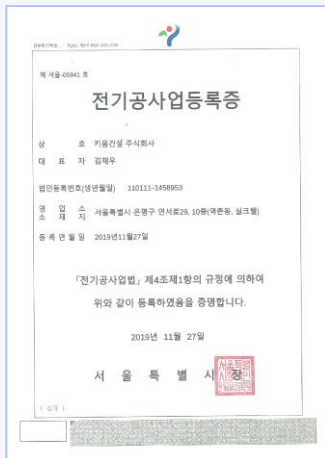 제 서울-05941 호
전기공사업등록증
상 호 키움건설 주식회사
대 표 자 김재우
법인등록번호(생년월일) 110111-1458953
영 업 소 소 재 지 서울특별시 은평구 연서로29, 10층(역촌동, 실크웰)
등 록 연 월 일 2019년11월27일
「전기공사업법」 제4조제1항의 규정에 의하여
위와 같이 등록하였음을 증명합니다.
2019년 11월 27일
서 울 특 별 시 장